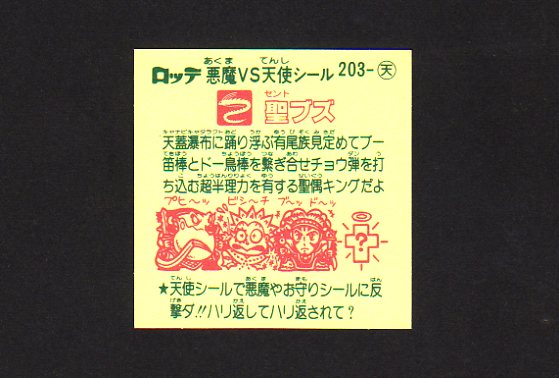 ロッテ 悪魔VS天使シール 203-天
聖ブズ
天蓋瀑布に踊り浮ぶ有尾族見定めてブー
笛棒とドー鳥棒を繋ぎ合せチョウ弾を打
ち込む超半理力を有する聖偶キングだよ
プヒ〜ッ ビシ〜チ ブ〜ッ ド〜ッ
?
★天使シールで悪魔やお守りシールに反
撃ダ!!ハリ返してハリ返されて?